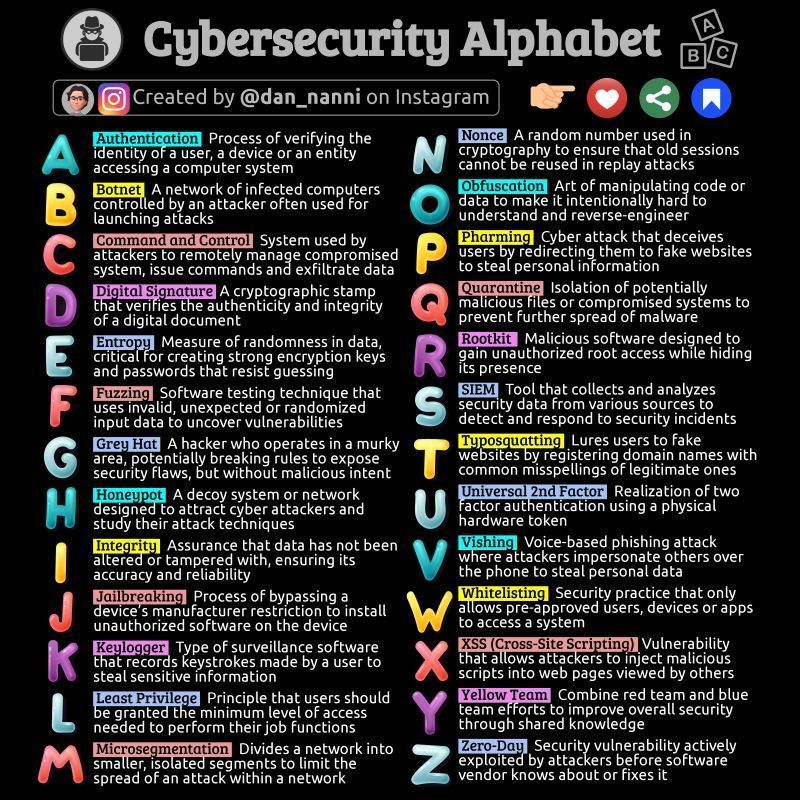 Cybersecurity Alphabet
A
B
C
Created by @dan_nanni on Instagram
A
Authentication Process of verifying the
identity of a user, a device or an entity
accessing a computer system
B
Botnet A network of infected computers
controlled by an attacker often used for
launching attacks
C
Command and Control System used by
attackers to remotely manage compromised
system, issue commands and exfiltrate data
D
Digital Signature A cryptographic stamp
that verifies the authenticity and integrity
of a digital document
E
Entropy Measure of randomness in data,
critical for creating strong encryption keys
and passwords that resist guessing
F
Fuzzing Software testing technique that
uses invalid, unexpected or randomized
input data to uncover vulnerabilities
G
Grey Hat A hacker who operates in a murky
area, potentially breaking rules to expose
security flaws, but without malicious intent
H
Honeypot A decoy system or network
designed to attract cyber attackers and
study their attack techniques
I
Integrity Assurance that data has not been
altered or tampered with, ensuring its
accuracy and reliability
J
Jailbreaking Process of bypassing a
device's manufacturer restriction to install
unauthorized software on the device
K
Keylogger Type of surveillance software
that records keystrokes made by a user to
steal sensitive information
L
Least Privilege Principle that users should
be granted the minimum level of access
needed to perform their job functions
M
Microsegmentation Divides a network into
smaller, isolated segments to limit the
spread of an attack within a network
N
Nonce A random number used in
cryptography to ensure that old sessions
cannot be reused in replay attacks
O
Obfuscation Art of manipulating code or
data to make it intentionally hard to
understand and reverse-engineer
P
Pharming Cyber attack that deceives
users by redirecting them to fake websites
to steal personal information
Q
Quarantine Isolation of potentially
malicious files or compromised systems to
prevent further spread of malware
R
Rootkit Malicious software designed to
gain unauthorized root access while hiding
its presence
S
SIEM Tool that collects and analyzes
security data from various sources to
detect and respond to security incidents
T
Typosquatting Lures users to fake
websites by registering domain names with
common misspellings of legitimate ones
U
Universal 2nd Factor Realization of two
factor authentication using a physical
hardware token
V
Vishing Voice-based phishing attack
where attackers impersonate others over
the phone to steal personal data
W
Whitelisting Security practice that only
allows pre-approved users, devices or apps
to access a system
X
XSS (Cross-Site Scripting) Vulnerability
that allows attackers to inject malicious
scripts into web pages viewed by others
Y
Yellow Team Combine red team and blue
team efforts to improve overall security
through shared knowledge
Z
Zero-Day Security vulnerability actively
exploited by attackers before software
vendor knows about or fixes it